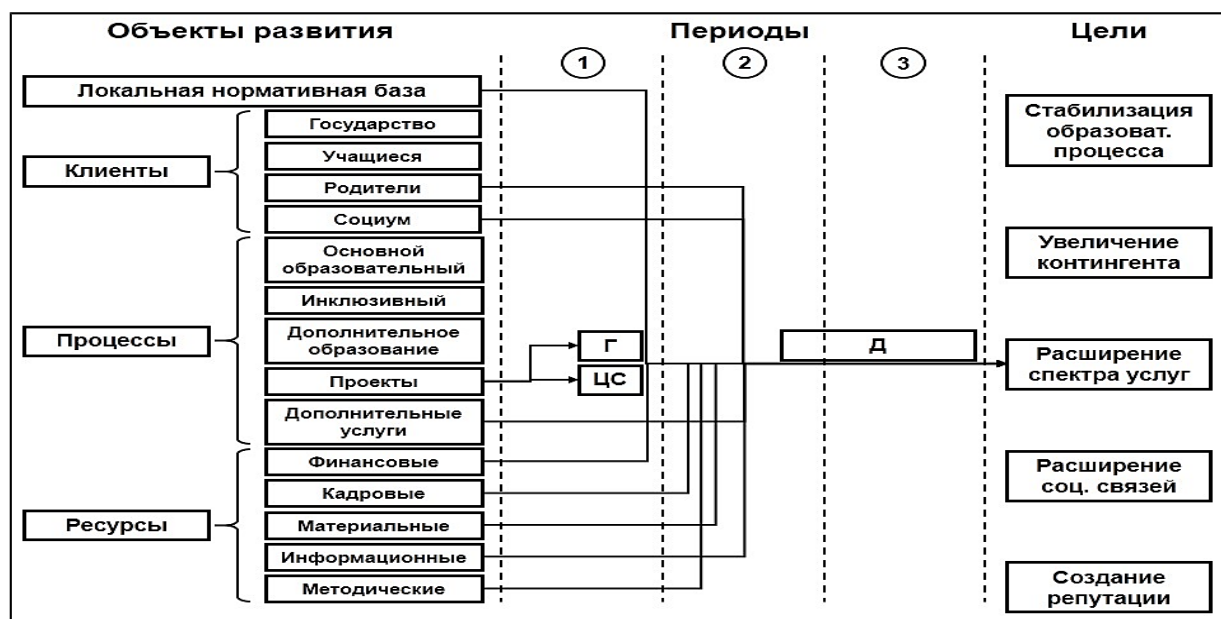 Объекты развития
Периоды
Цели
1
2
3
Локальная нормативная база
Клиенты
Государство
Учащиеся
Родители
Социум
Процессы
Основной
образовательный
Инклюзивный
Дополнительное
образование
Проекты
Дополнительные
услуги
Ресурсы
Финансовые
Кадровые
Материальные
Информационные
Методические
Г
ЦС
Д
Стабилизация
образоват.
процесса
Увеличение
контингента
Расширение
спектра услуг
Расширение
соц. связей
Создание
репутации